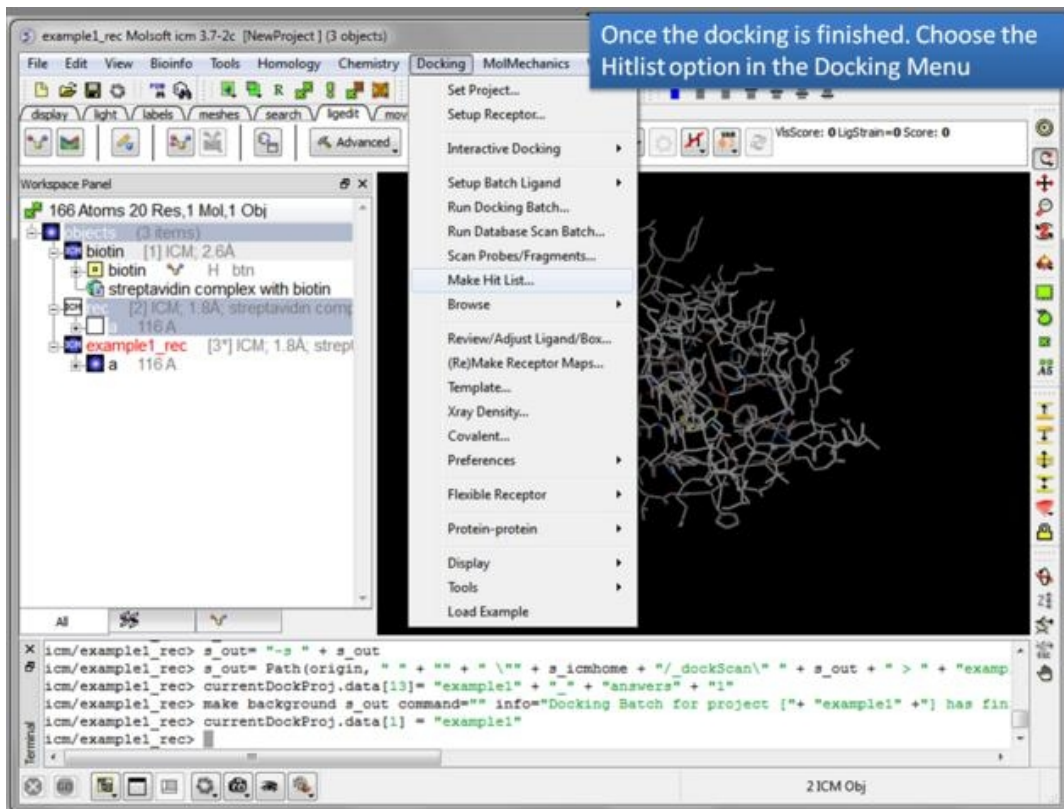 example1_rec Molsoft icm 3.7-2c [NewProject ] (3 objects)
Once the docking is finished. Choose the
Hitlist option in the Docking Menu
File Edit View Bioinfo Tools Homology Chemistry Docking MolMechanics
display light labels meshes search ligedit mov
Advanced
VlsScore: 0 LigStrain=0 Score: 0
Set Project...
Setup Receptor...
Interactive Docking
Setup Batch Ligand
Run Docking Batch...
Run Database Scan Batch...
Scan Probes/Fragments...
Make Hit List...
Browse
Review/Adjust Ligand/Box...
(Re)Make Receptor Maps...
Template...
Xray Density...
Covalent...
Preferences
Flexible Receptor
Protein-protein
Display
Tools
Load Example
Workspace Panel
166 Atoms 20 Res,1 Mol,1 Obj
objects (3 items)
biotin [1] ICM; 2.6Å
biotin H btn
streptavidin complex with biotin
rec [2] ICM; 1.8Å; streptavidin comp
116 A
example1_rec [3*] ICM; 1.8Å; strept
a 116 A
All
icm/example1_rec> s_out= "-s " + s_out
icm/example1_rec> s_out= Path(origin, " " + "" + " \"" + s_icmhome + "/_dockScan\" " + s_out + " > " + "examp
icm/example1_rec> currentDockProj.data[13]= "example1" + "_" + "answers" + "1"
icm/example1_rec> make background s_out command="" info="Docking Batch for project ["+ "example1" +"] has fin
icm/example1_rec> currentDockProj.data[1] = "example1"
icm/example1_rec>
Terminal
2 ICM Obj